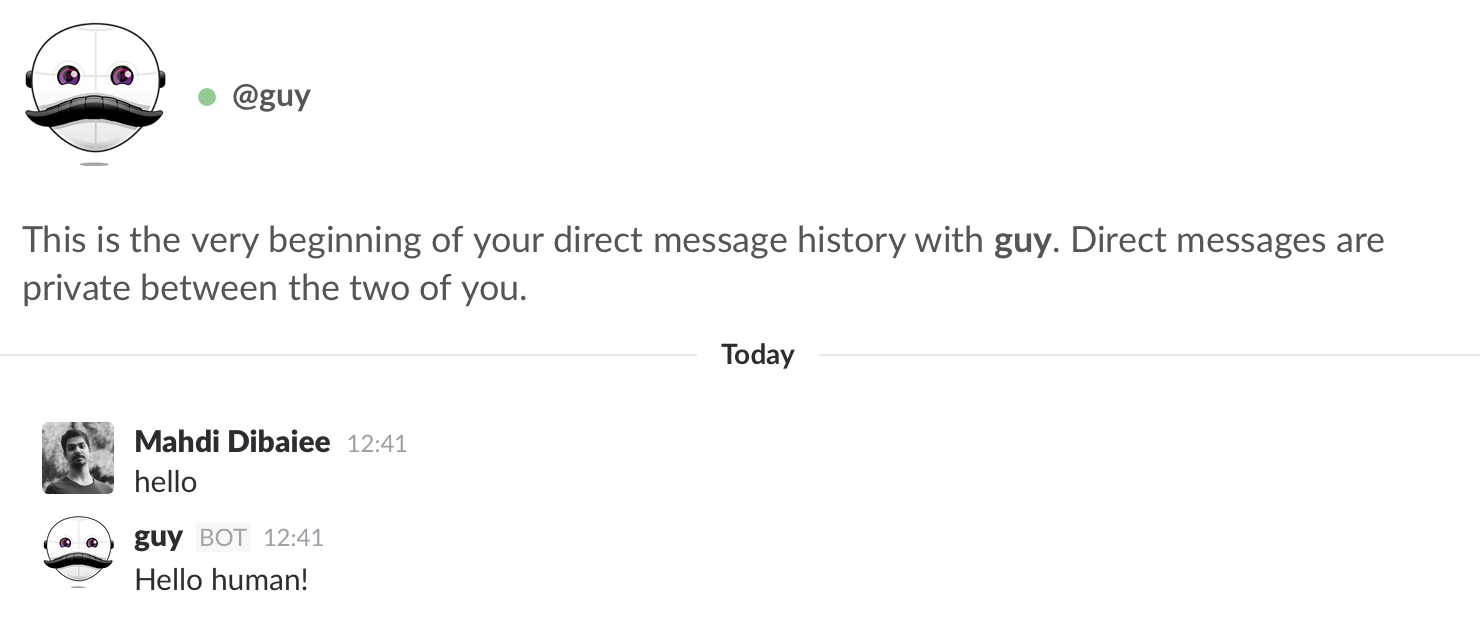 @guy
This is the very beginning of your direct message history with guy. Direct messages are
private between the two of you.
Today
Mahdi Dibaiee 12:41
hello
guy BOT 12:41
Hello human!